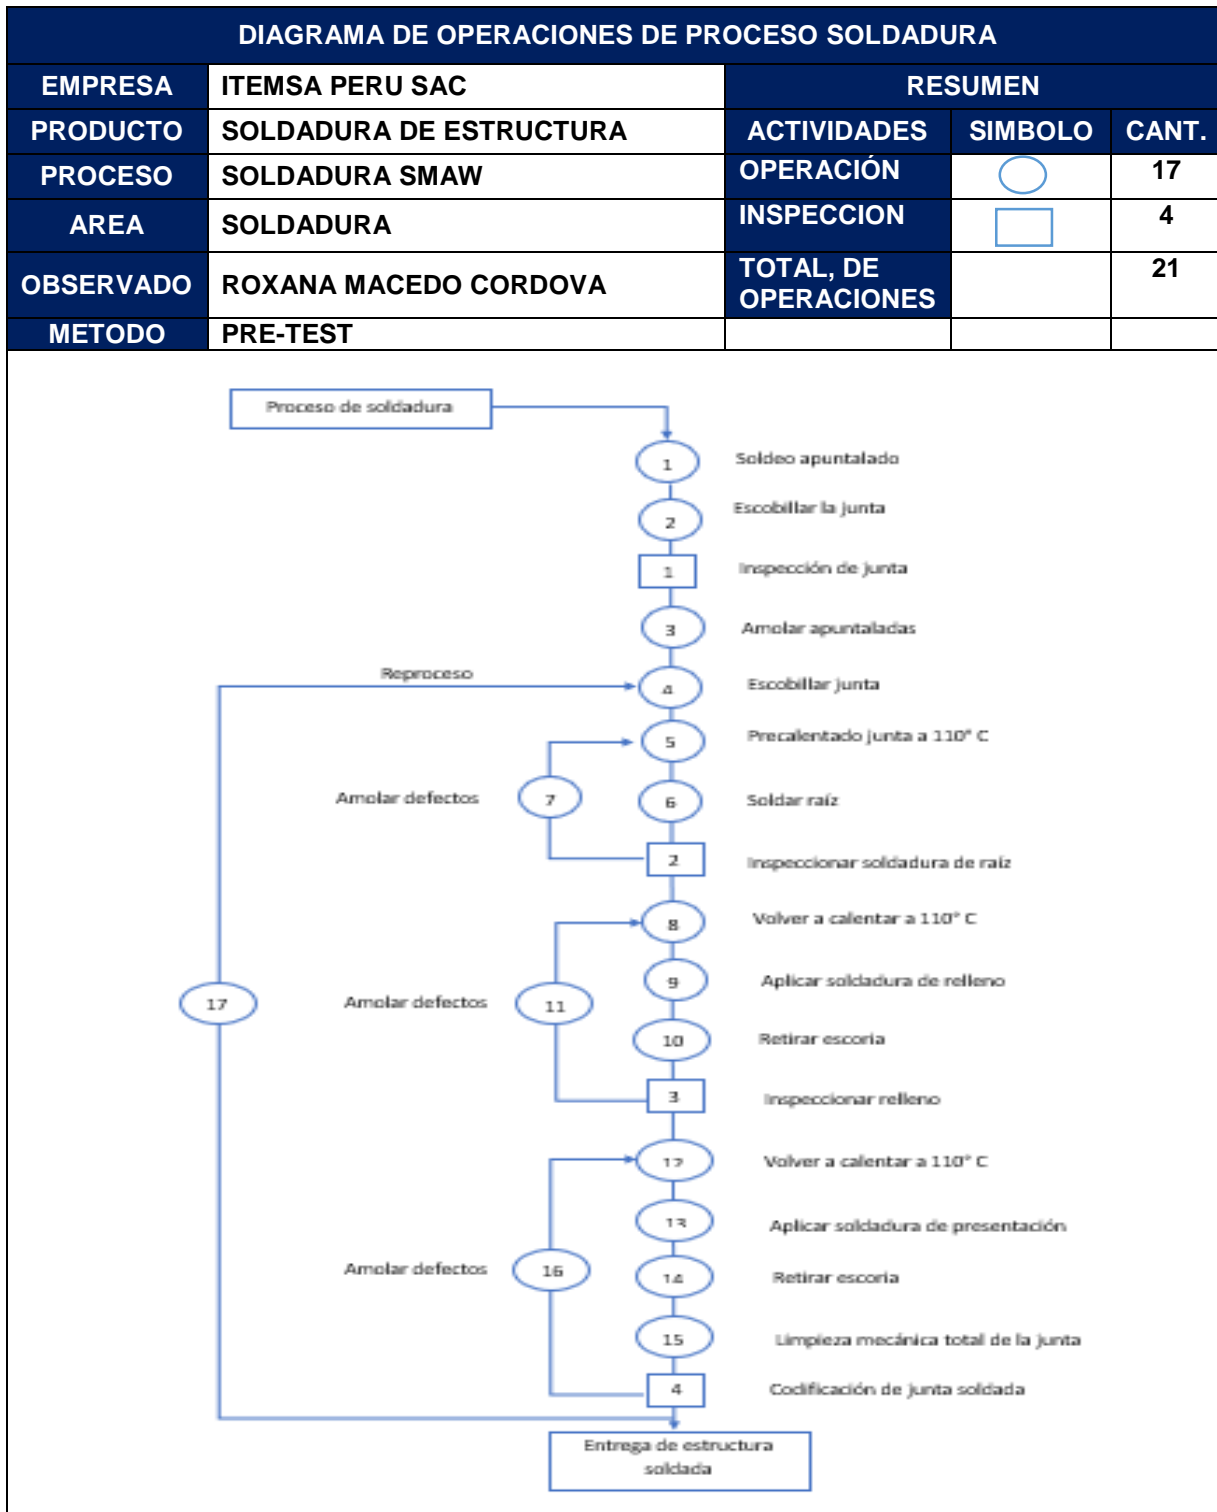 DIAGRAMA DE OPERACIONES DE PROCESO SOLDADURA
EMPRESA ITEMSA PERU SAC RESUMEN
PRODUCTO SOLDADURA DE ESTRUCTURA ACTIVIDADES SIMBOLO CANT.
PROCESO SOLDADURA SMAW OPERACIÓN 17
AREA SOLDADURA INSPECCION 4
OBSERVADO ROXANA MACEDO CORDOVA TOTAL, DE OPERACIONES 21
METODO PRE-TEST
Proceso de soldadura
1 Soldeo apuntalado
2 Escobillar la junta
1 Inspección de junta
3 Amolar apuntaladas
Reproceso 4 Escobillar junta
5 Precalentado junta a 110° C
Amolar defectos 7 6 Soldar raíz
2 Inspeccionar soldadura de raíz
8 Volver a calentar a 110° C
9 Aplicar soldadura de relleno
17 Amolar defectos 11
10 Retirar escoria
3 Inspeccionar relleno
12 Volver a calentar a 110° C
13 Aplicar soldadura de presentación
Amolar defectos 16 14 Retirar escoria
15 Limpieza mecánica total de la junta
4 Codificación de junta soldada
Entrega de estructura
soldada